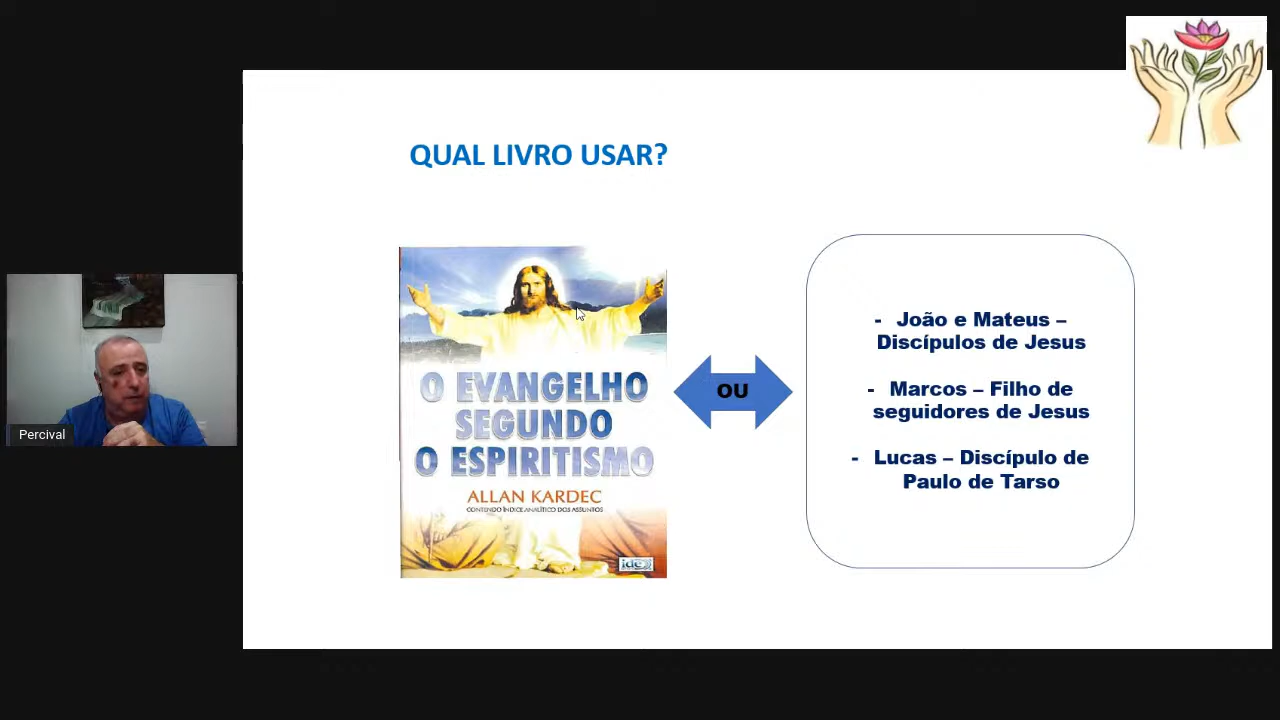 QUAL LIVRO USAR?
O EVANGELHO
SEGUNDO
O ESPIRITISMO
ALLAN KARDEC
CONTENDO ÍNDICE ANALÍTICO DOS ASSUNTOS
ide
OU
- João e Mateus –
Discípulos de Jesus
- Marcos – Filho de
seguidores de Jesus
- Lucas – Discípulo de
Paulo de Tarso
Percival